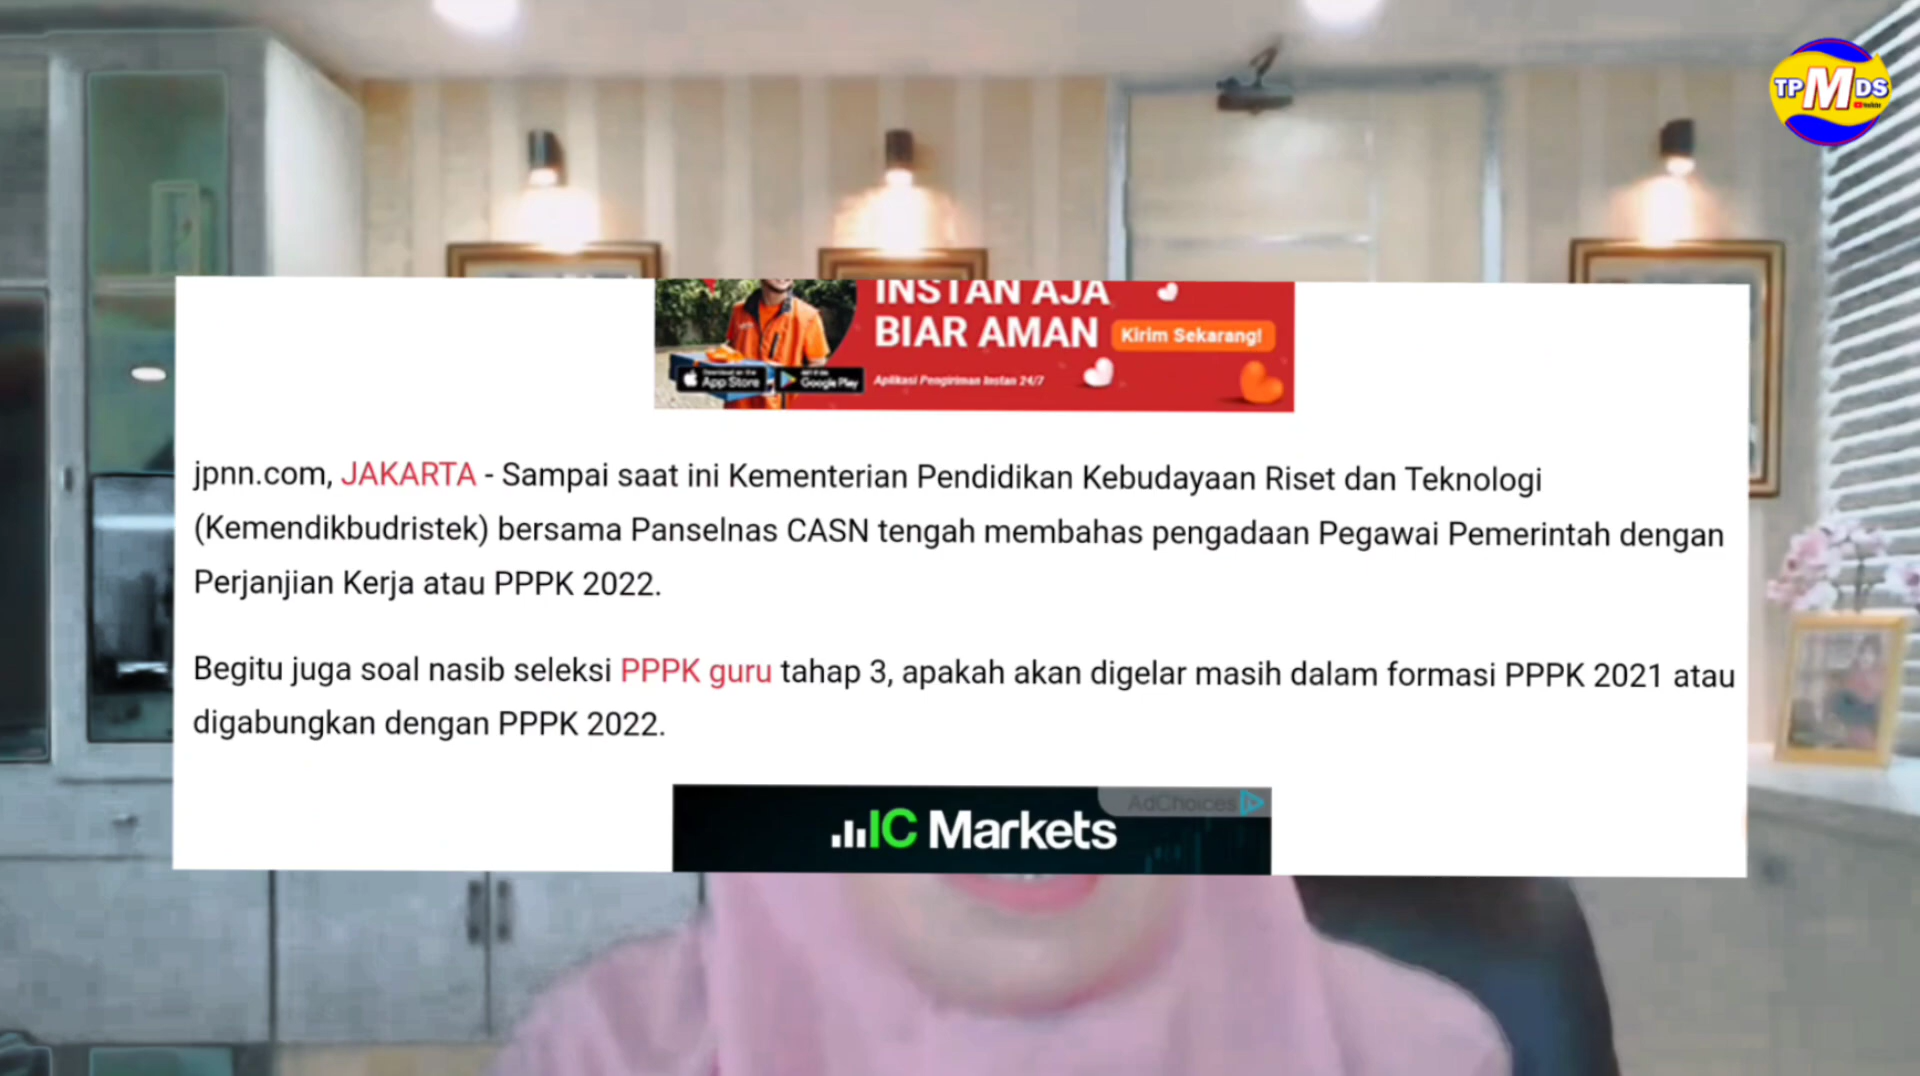 TPMDS
INSTAN AJA
BIAR AMAN
Kirim Sekarang!
App Store
Google Play
Aplikasi Pengiriman Instan 24/7
jpnn.com, JAKARTA - Sampai saat ini Kementerian Pendidikan Kebudayaan Riset dan Teknologi
(Kemendikbudristek) bersama Panselnas CASN tengah membahas pengadaan Pegawai Pemerintah dengan
Perjanjian Kerja atau PPPK 2022.
Begitu juga soal nasib seleksi PPPK guru tahap 3, apakah akan digelar masih dalam formasi PPPK 2021 atau
digabungkan dengan PPPK 2022.
AdChoices
IC Markets